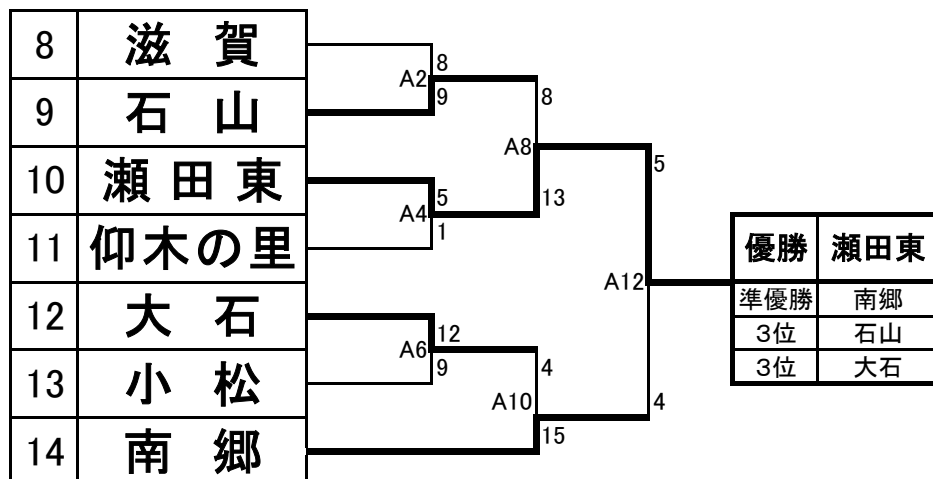 8 滋 賀
9 石 山
10 瀬 田 東
11 仰木の里
12 大 石
13 小 松
14 南 郷
A2
8
9
A4
5
1
A6
12
9
A8
8
13
A10
4
15
A12
5
4
優勝 瀬田東
準優勝 南郷
3位 石山
3位 大石